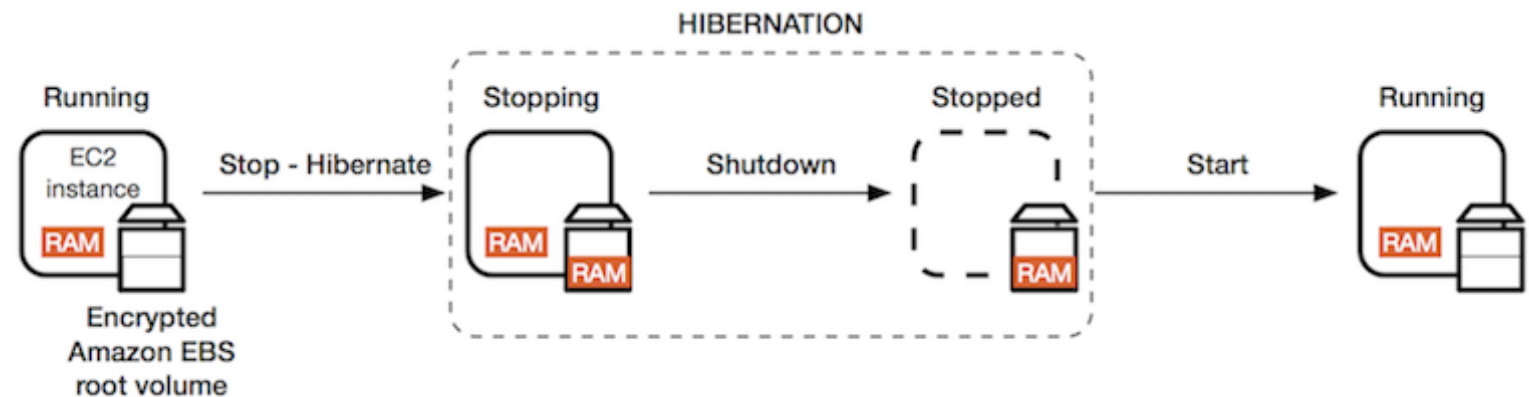 HIBERNATION
Running
Stopping
Stopped
Running
EC2
instance
Stop - Hibernate
Shutdown
Start
RAM
RAM
RAM
RAM
RAM
Encrypted
Amazon EBS
root volume